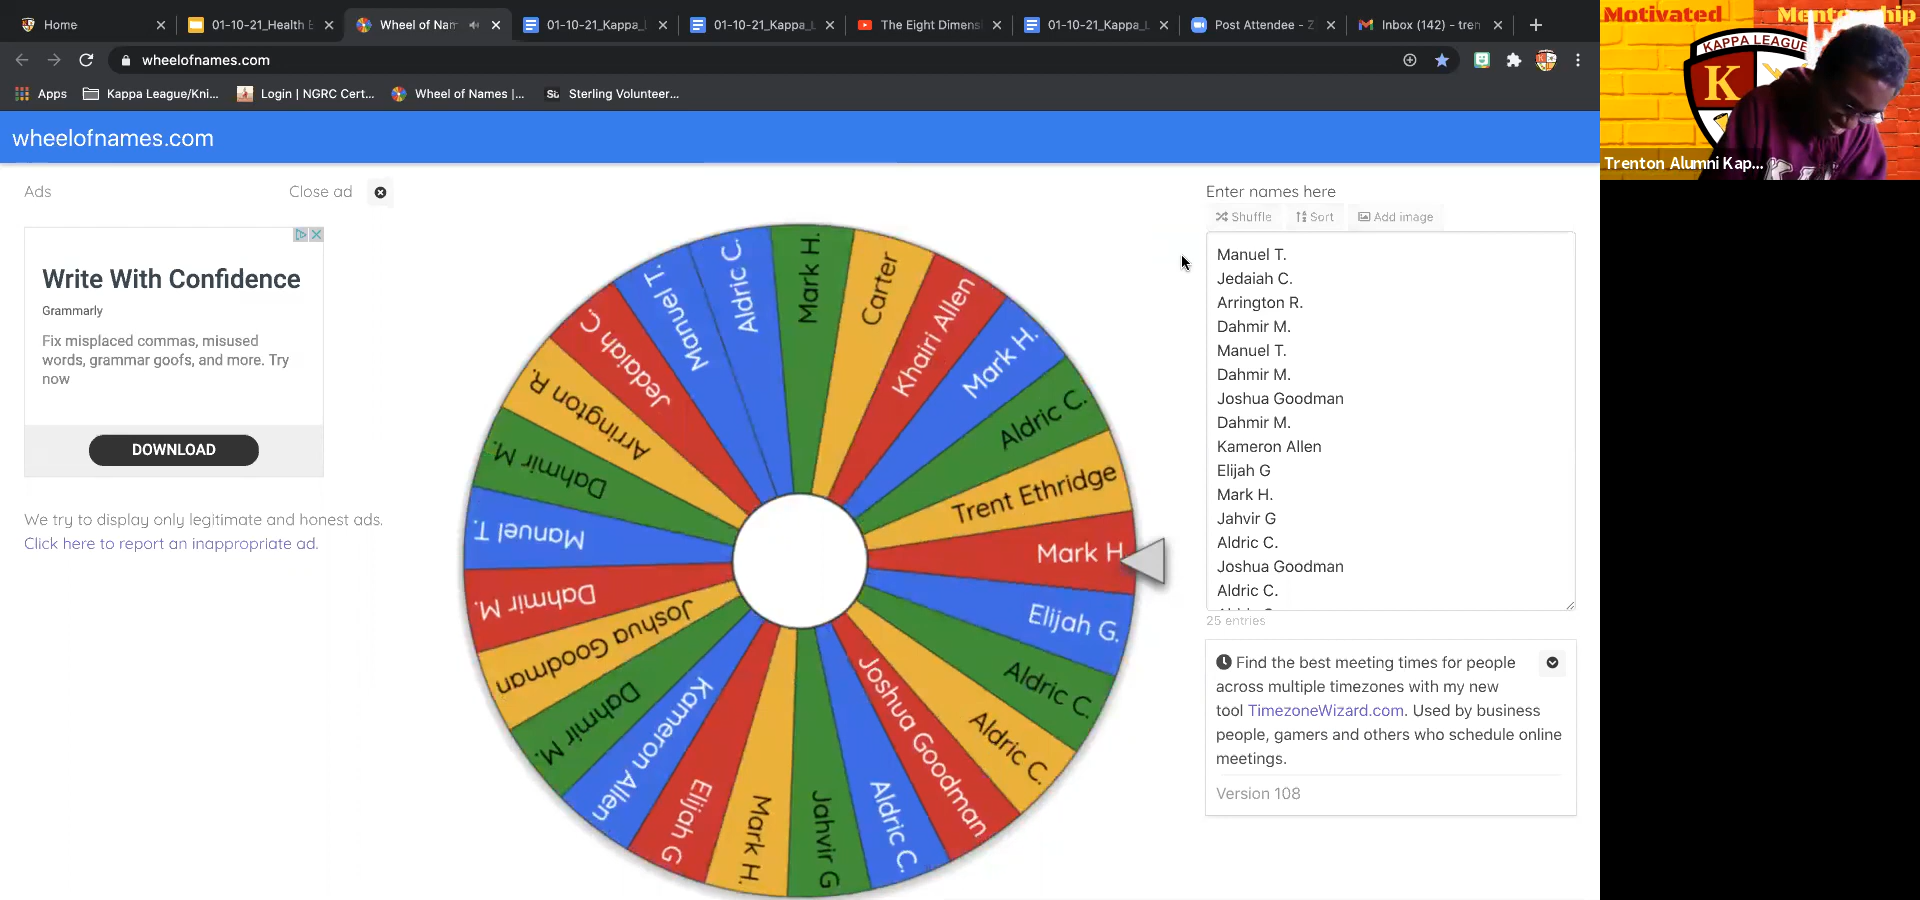 Home
01-10-21_Health E
Wheel of Nam
01-10-21_Kappa_
01-10-21_Kappa_L
The Eight Dimensi
01-10-21_Kappa_L
Post Attendee - Z
Inbox (142) - tren
wheelofnames.com
Apps
Kappa League/Kni...
Login | NGRC Cert...
Wheel of Names |...
Sterling Volunteer...
wheelofnames.com
Ads
Close ad
Write With Confidence
Grammarly
Fix misplaced commas, misused
words, grammar goofs, and more. Try
now
DOWNLOAD
We try to display only legitimate and honest ads.
Click here to report an inappropriate ad.
Mark H.
Carter
Khairi Allen
Mark H.
Aldric C.
Trent Ethridge
Mark H
Elijah G.
Aldric C.
Aldric C.
Joshua Goodman
Aldric C.
Jahvir G
Mark H.
Elijah G
Kameron Allen
Dahmir M.
Joshua Goodman
Dahmir M.
Manuel T.
Dahmir M.
Arrington R.
Jedaiah C.
Manuel T.
Aldric C.
Enter names here
Shuffle
Sort
Add image
Manuel T.
Jedaiah C.
Arrington R.
Dahmir M.
Manuel T.
Dahmir M.
Joshua Goodman
Dahmir M.
Kameron Allen
Elijah G
Mark H.
Jahvir G
Aldric C.
Joshua Goodman
Aldric C.
25 entries
Find the best meeting times for people
across multiple timezones with my new
tool TimezoneWizard.com. Used by business
people, gamers and others who schedule online
meetings.
Version 108
Motivated
KAPPA LEAGUE
K
Trenton Alumni Kap...